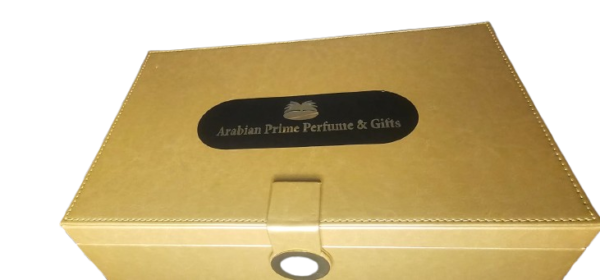 Arabian Prime Perfume & Gifts